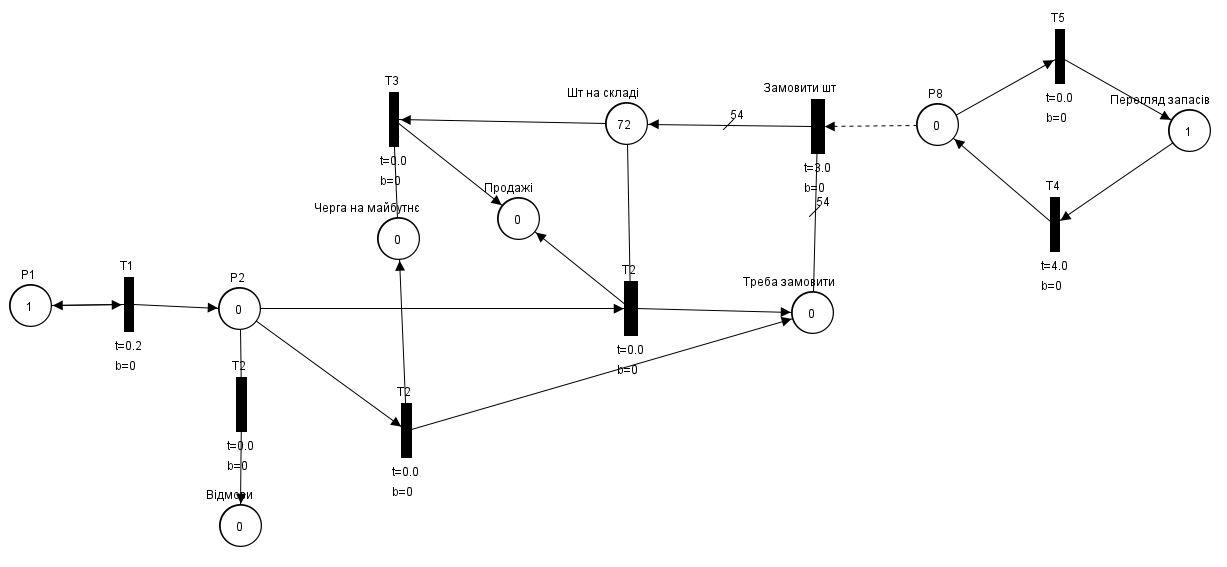 T5
t=0.0
b=0
T3
t=0.0
b=0
Шт на складі
72
54
Замовити шт
t=3.0
b=0
54
P8
0
Перегляд запасів
1
T4
t=4.0
b=0
Продажі
0
Черга на майбутнє
0
P1
1
T1
t=0.2
b=0
P2
0
T2
t=0.0
b=0
Треба замовити
0
T2
t=0.0
b=0
T2
t=0.0
b=0
Відмови
0